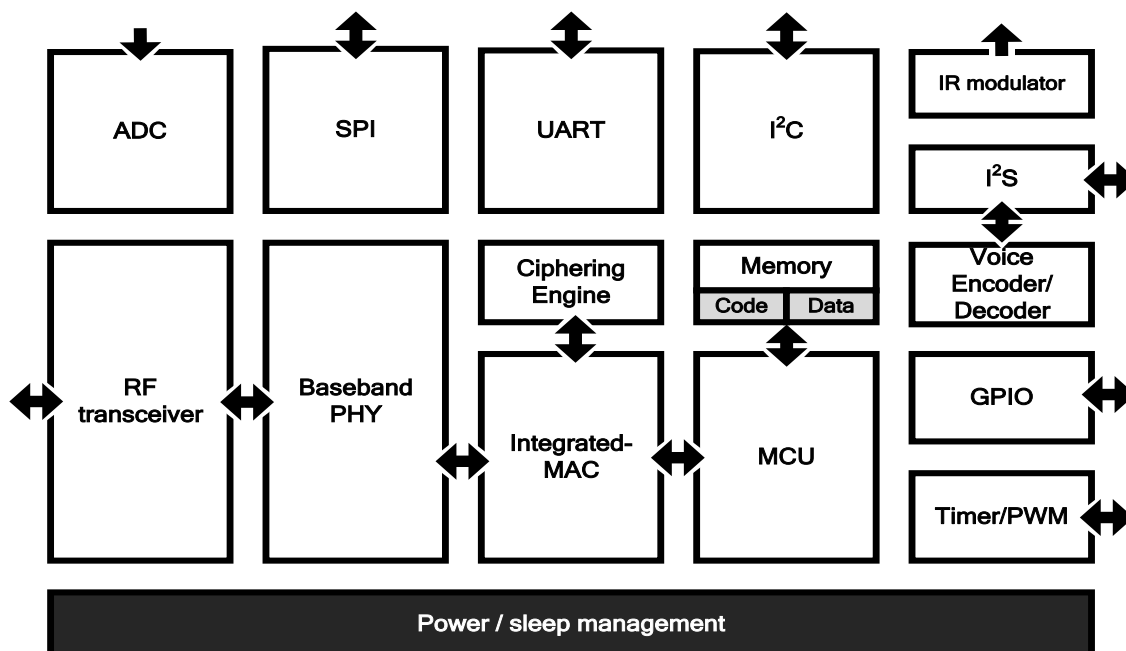 ADC
SPI
UART
I²C
IR modulator
I²S
RF
transceiver
Baseband
PHY
Ciphering
Engine
Memory
Code
Data
Voice
Encoder/
Decoder
Integrated-
MAC
MCU
GPIO
Timer/PWM
Power / sleep management